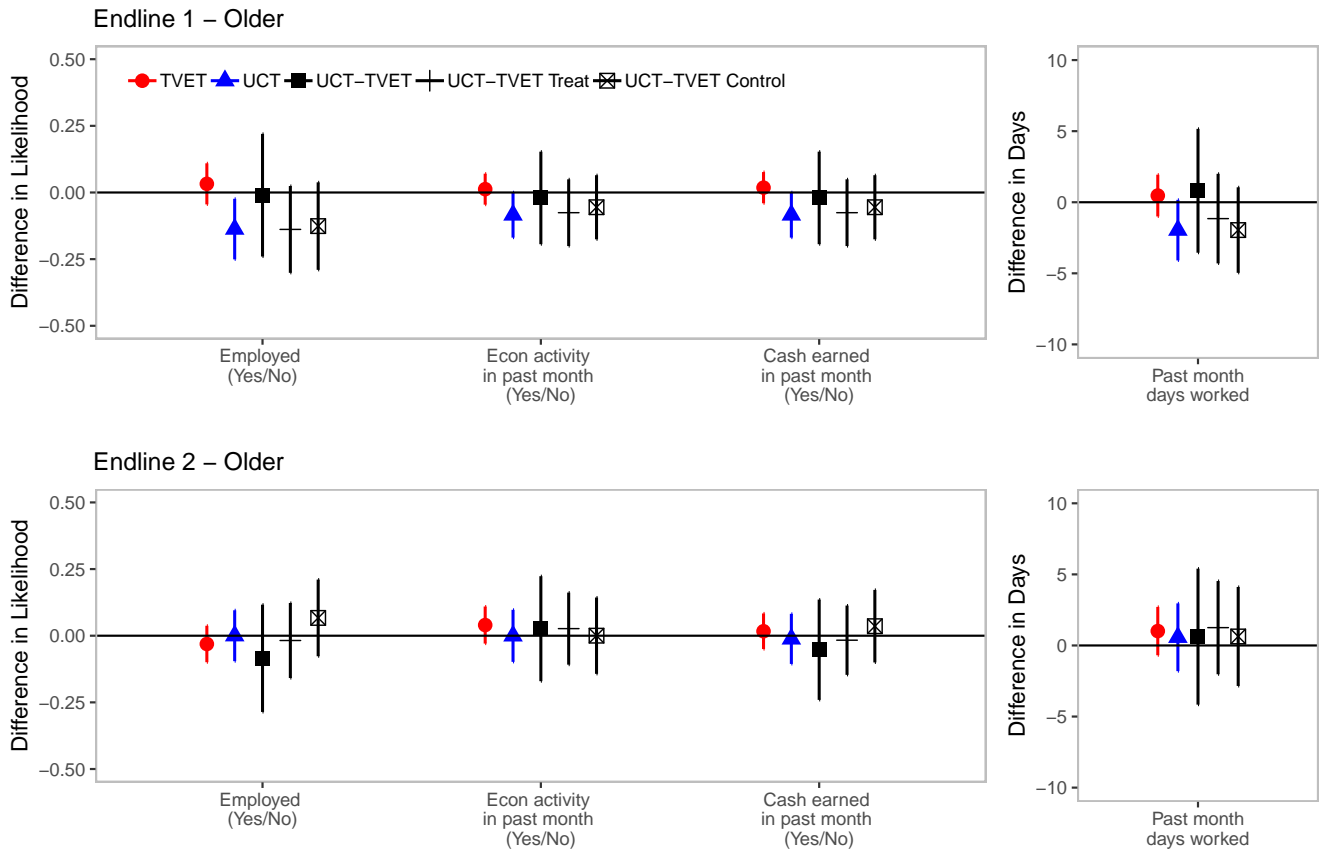 Endline 1 – Older
Difference in Likelihood
0.50
0.25
0.00
−0.25
−0.50
TVET UCT UCT−TVET UCT−TVET Treat UCT−TVET Control
Employed
(Yes/No)
Econ activity
in past month
(Yes/No)
Cash earned
in past month
(Yes/No)
Difference in Days
10
5
0
−5
−10
Past month
days worked
Endline 2 – Older
Difference in Likelihood
0.50
0.25
0.00
−0.25
−0.50
Employed
(Yes/No)
Econ activity
in past month
(Yes/No)
Cash earned
in past month
(Yes/No)
Difference in Days
10
5
0
−5
−10
Past month
days worked